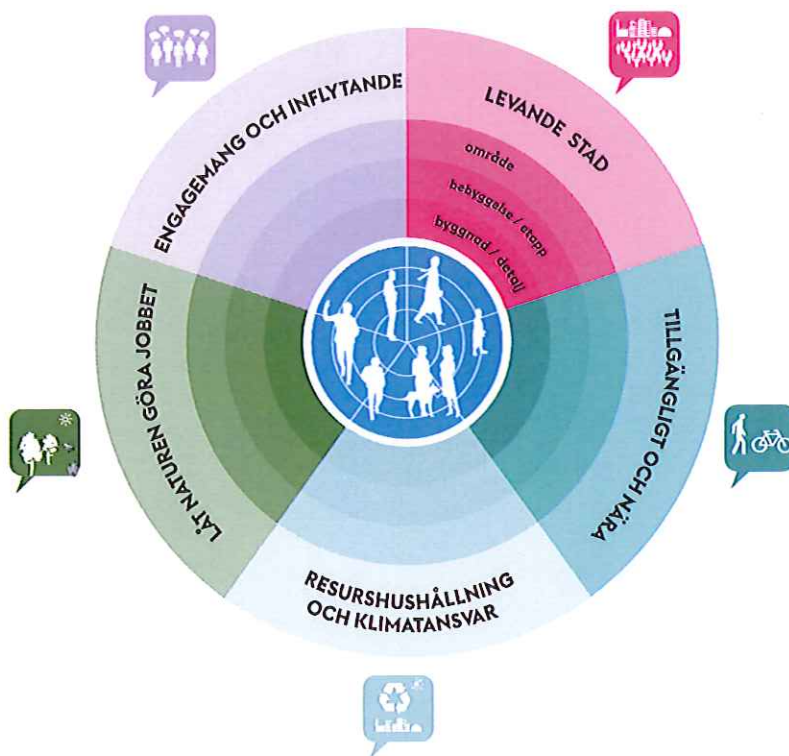 ENGAGEMANG OCH INFLYTANDE
LEVANDE STAD
område
bebyggelse / etapp
byggnad / detalj
TILLGÄNGLIGT OCH NÄRA
RESURSHUSHÅLLNING
OCH KLIMATANSVAR
LÅT NATUREN GÖRA JOBBET